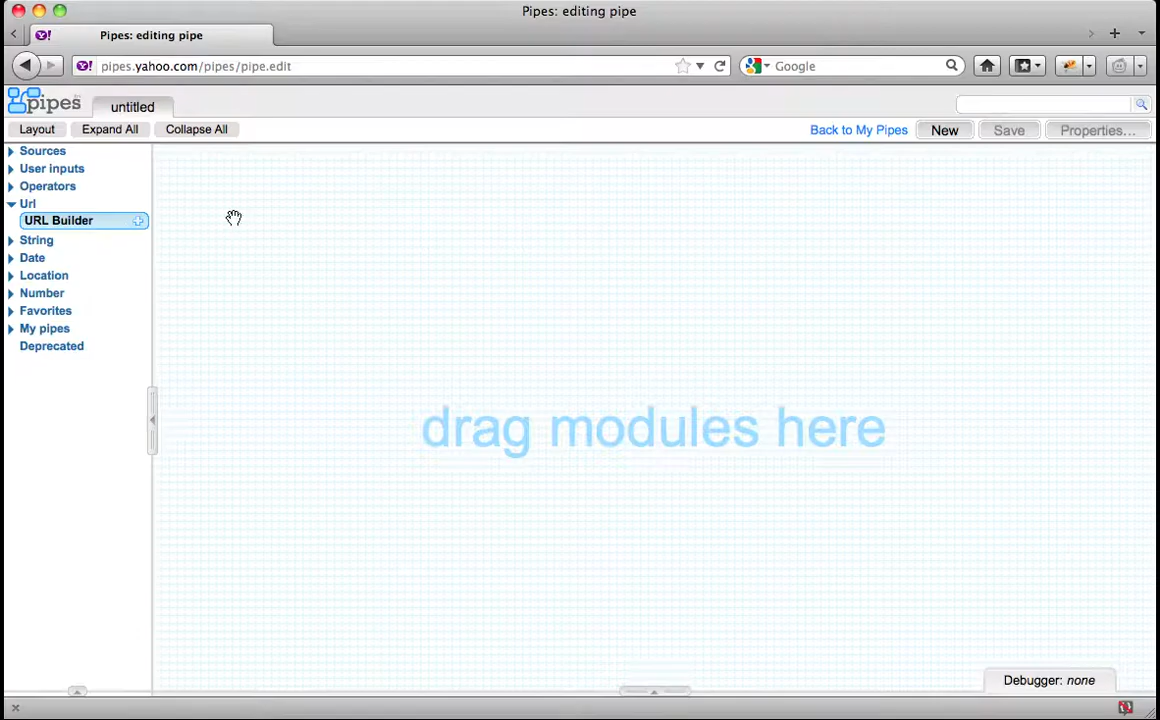 Pipes: editing pipe
Pipes: editing pipe
pipes.yahoo.com/pipes/pipe.edit
Google
pipes
untitled
Layout
Expand All
Collapse All
Back to My Pipes
New
Save
Properties...
Sources
User inputs
Operators
Url
URL Builder
String
Date
Location
Number
Favorites
My pipes
Deprecated
drag modules here
Debugger: none